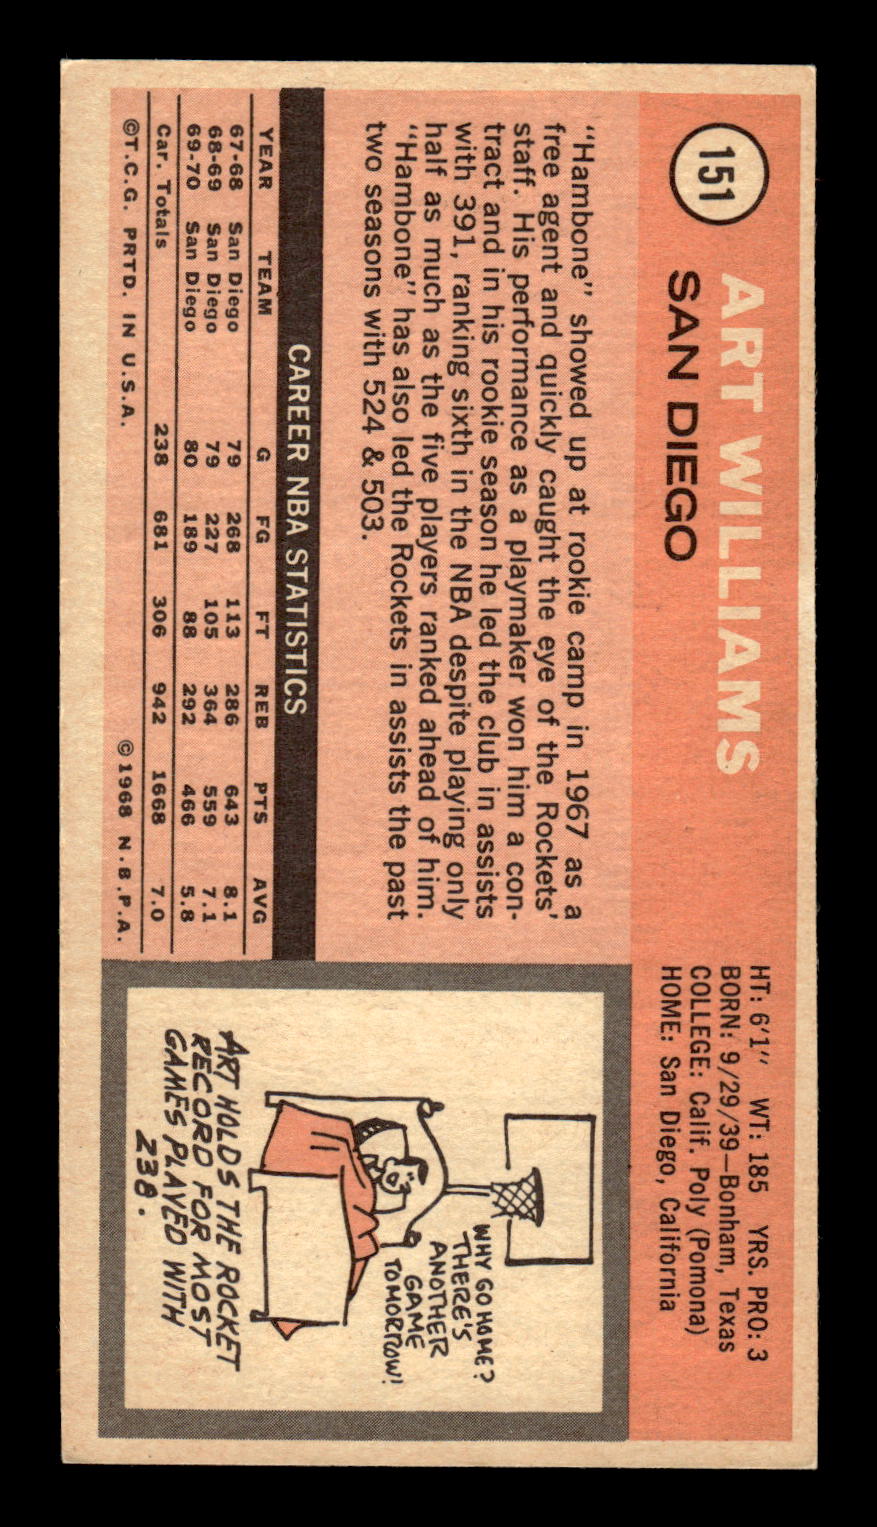 151
ART WILLIAMS
SAN DIEGO
HT: 6'1" WT: 185 YRS. PRO: 3
BORN: 9/29/39—Bonham, Texas
COLLEGE: Calif. Poly (Pomona)
HOME: San Diego, California
"Hambone" showed up at rookie camp in 1967 as a
free agent and quickly caught the eye of the Rockets'
staff. His performance as a playmaker won him a con-
tract and in his rookie season he led the club in assists
with 391, ranking sixth in the NBA despite playing only
half as much as the five players ranked ahead of him.
"Hambone" has also led the Rockets in assists the past
two seasons with 524 & 503.
CAREER NBA STATISTICS
YEAR TEAM G FG FT REB PTS AVG
67-68 San Diego 79 268 113 286 643 8.1
68-69 San Diego 79 227 105 364 559 7.1
69-70 San Diego 80 189 88 292 466 5.8
Car. Totals 238 681 306 942 1668 7.0
©T.C.G. PRTD. IN U.S.A. ©1968 N.B.P.A.
WHY GO HOME?
THERE'S
ANOTHER
GAME
TOMORROW!
ART HOLDS THE ROCKET
RECORD FOR MOST
GAMES PLAYED WITH
238.